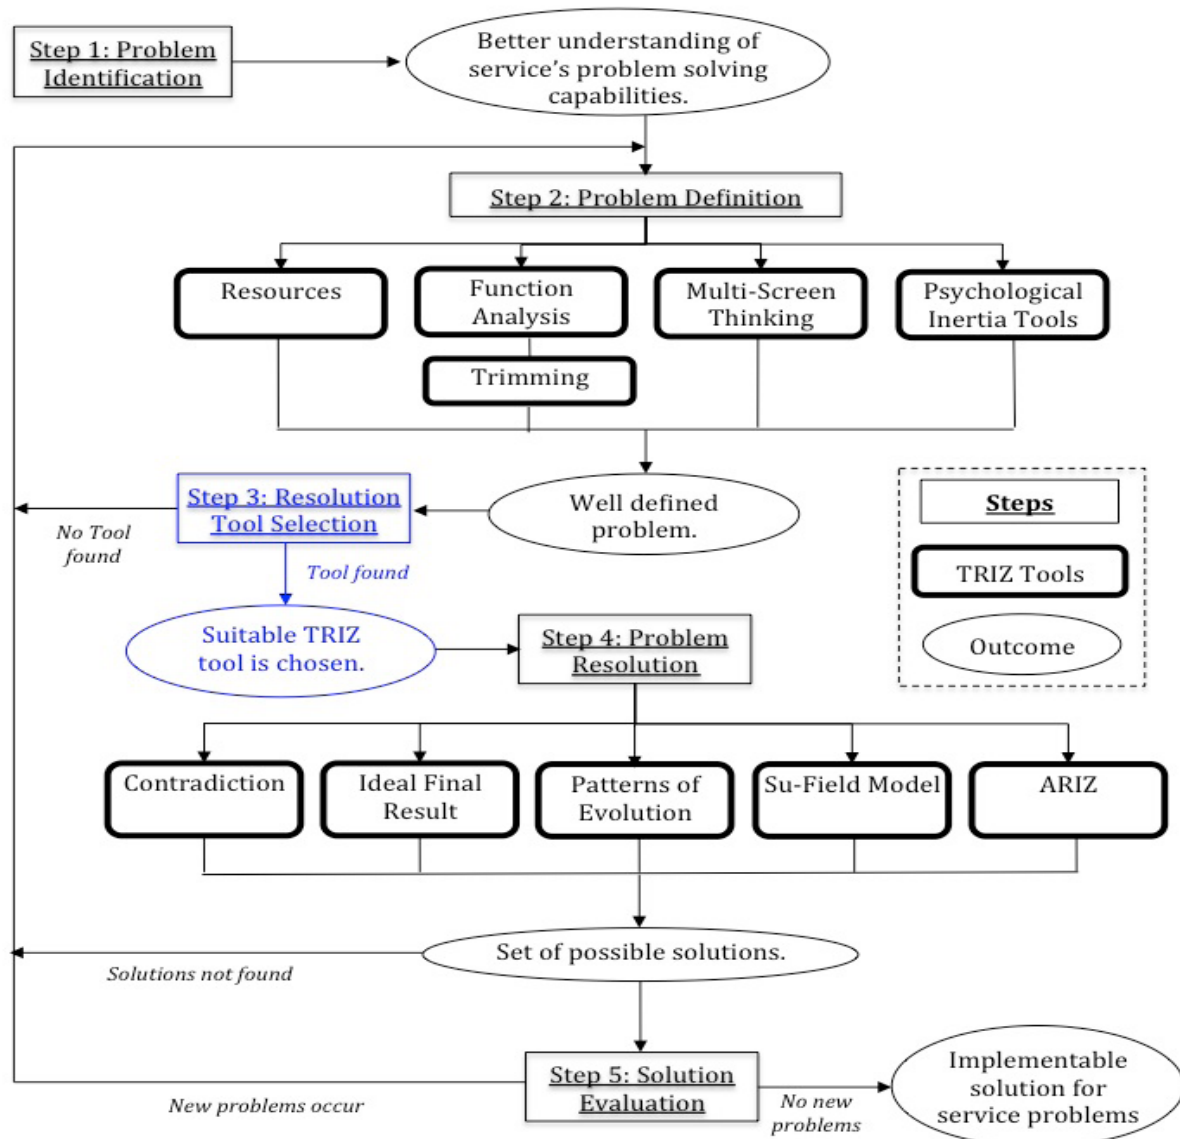 Step 1: Problem
Identification
Better understanding of
service's problem solving
capabilities.
Step 2: Problem Definition
Resources
Function
Analysis
Multi-Screen
Thinking
Psychological
Inertia Tools
Trimming
Step 3: Resolution
Tool Selection
Well defined
problem.
No Tool
found
Tool found
Steps
TRIZ Tools
Outcome
Suitable TRIZ
tool is chosen.
Step 4: Problem
Resolution
Contradiction
Ideal Final
Result
Patterns of
Evolution
Su-Field Model
ARIZ
Set of possible solutions.
Solutions not found
Step 5: Solution
Evaluation
New problems occur
No new
problems
Implementable
solution for
service problems